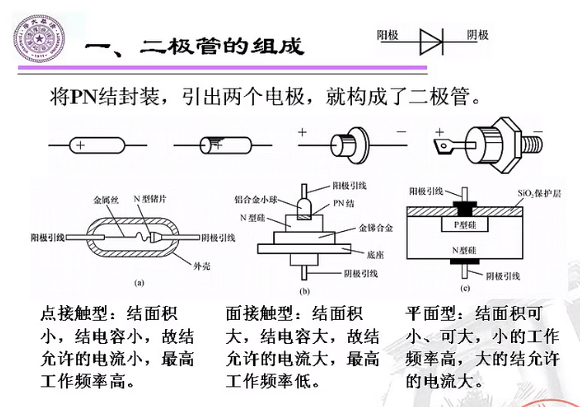 一、二极管的组成
阳极
阴极
将PN结封装，引出两个电极，就构成了二极管。
+
+
+ −
+ −
金属丝
N型锗片
阳极引线
阴极引线
外壳
(a)
阳极引线
铝合金小球
PN结
N型硅
金锑合金
底座
阴极引线
(b)
阳极引线
SiO₂保护层
P型硅
N型硅
阴极引线
(c)
点接触型：结面积
小，结电容小，故结
允许的电流小，最高
工作频率高。
面接触型：结面积
大，结电容大，故结
允许的电流大，最高
工作频率低。
平面型：结面积可
小、可大，小的工作
频率高，大的结允许
的电流大。